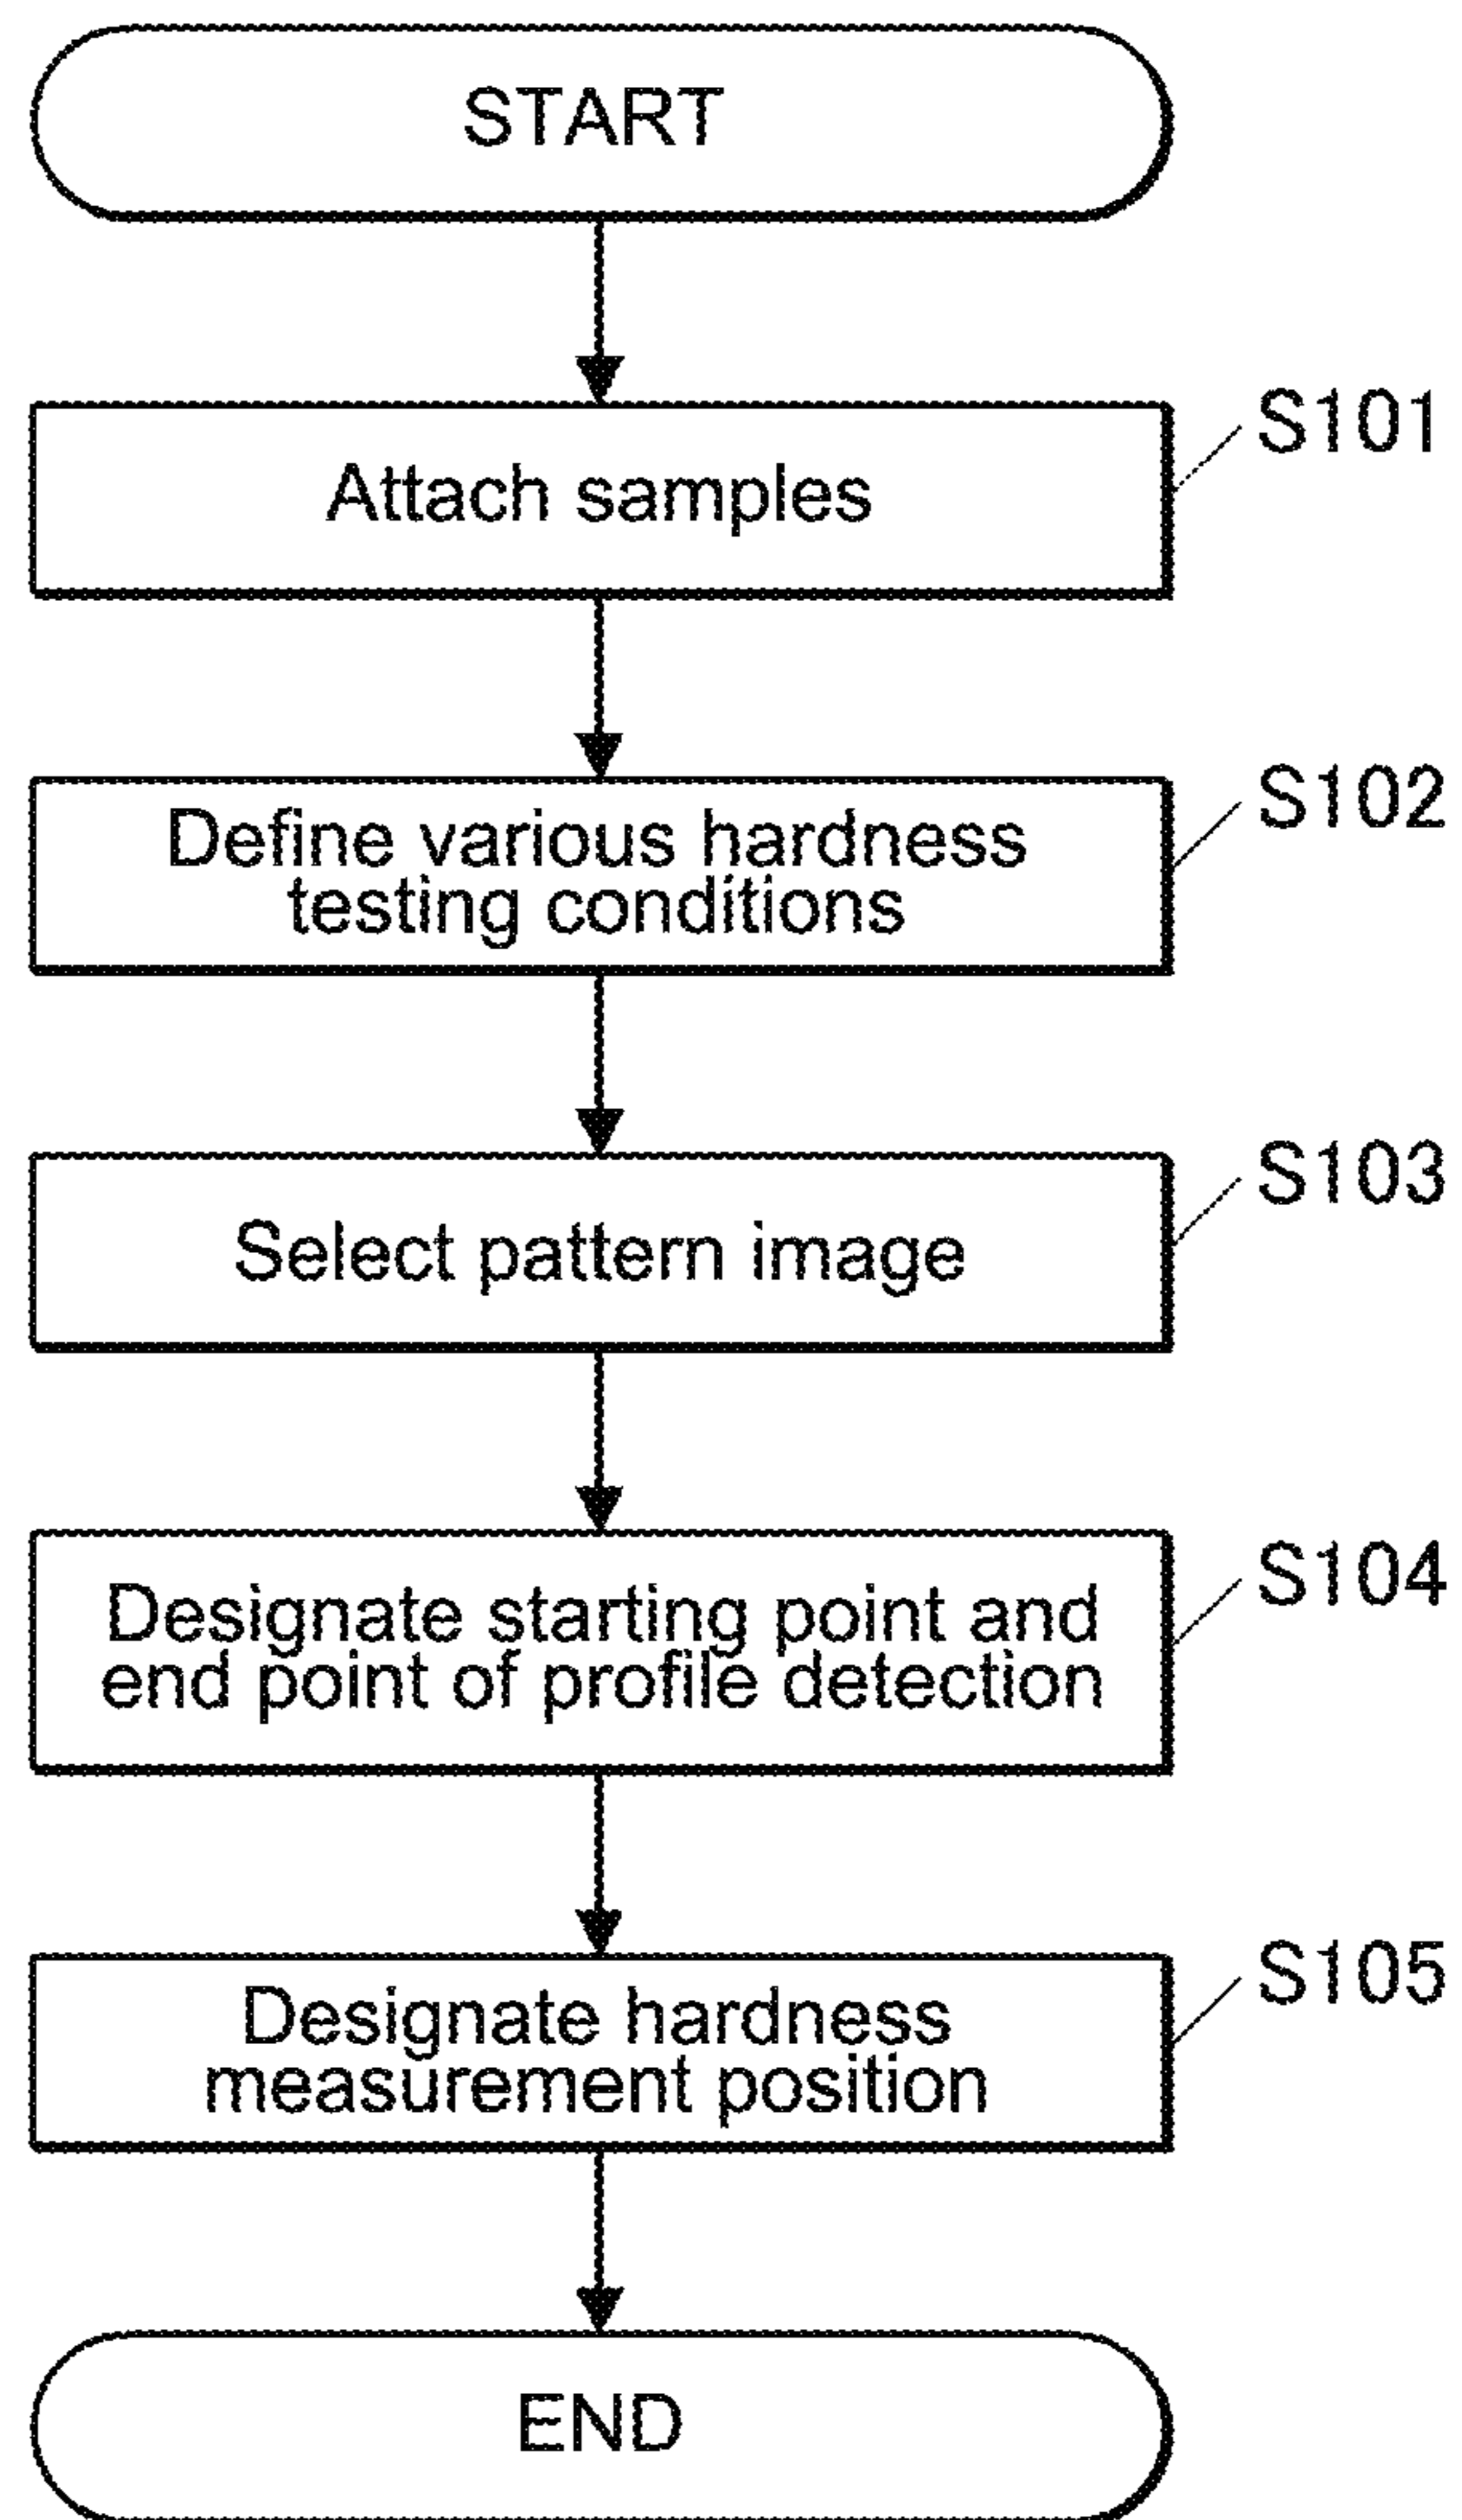 START
Attach samples
S101
Define various hardness
testing conditions
S102
Select pattern image
S103
Designate starting point and
end point of profile detection
S104
Designate hardness
measurement position
S105
END